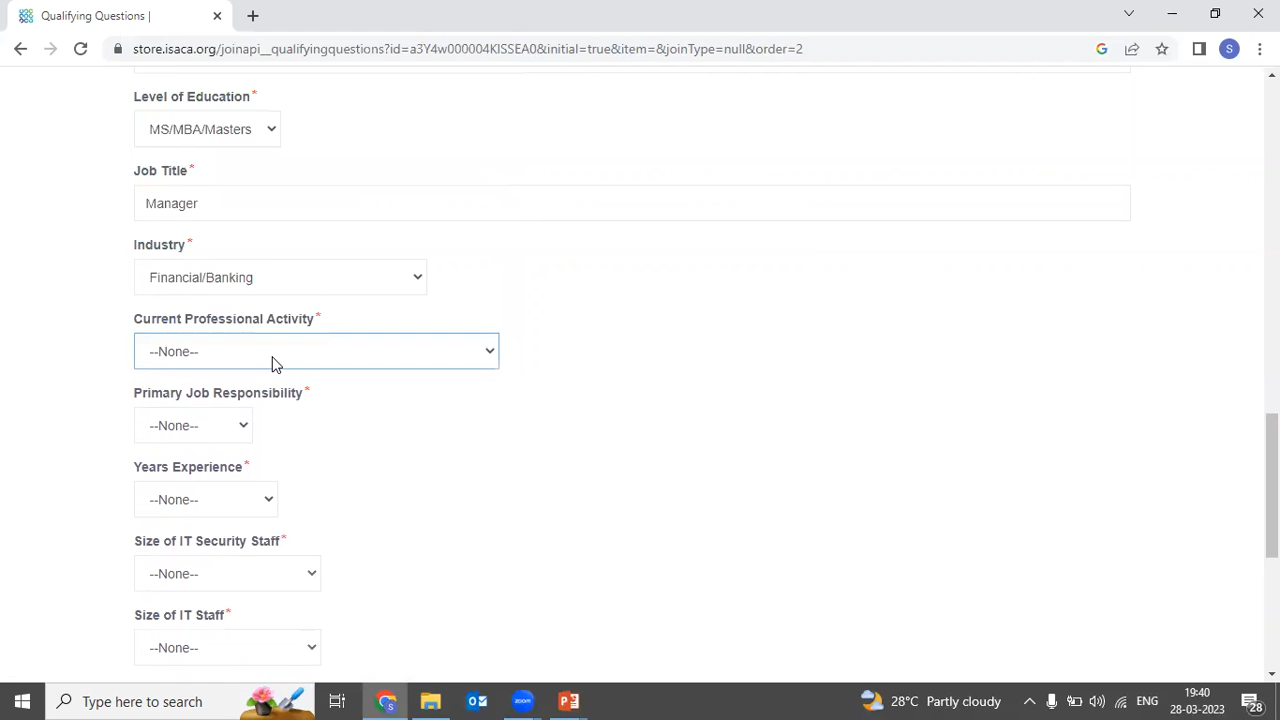 Qualifying Questions |
store.isaca.org/joinapi__qualifyingquestions?id=a3Y4w000004KISSEA0&initial=true&item=&joinType=null&order=2
S
Level of Education*
MS/MBA/Masters
Job Title*
Manager
Industry*
Financial/Banking
Current Professional Activity*
--None--
Primary Job Responsibility*
--None--
Years Experience*
--None--
Size of IT Security Staff*
--None--
Size of IT Staff*
--None--
Type here to search
zoom
28°C Partly cloudy
ENG
19:40
28-03-2023
28